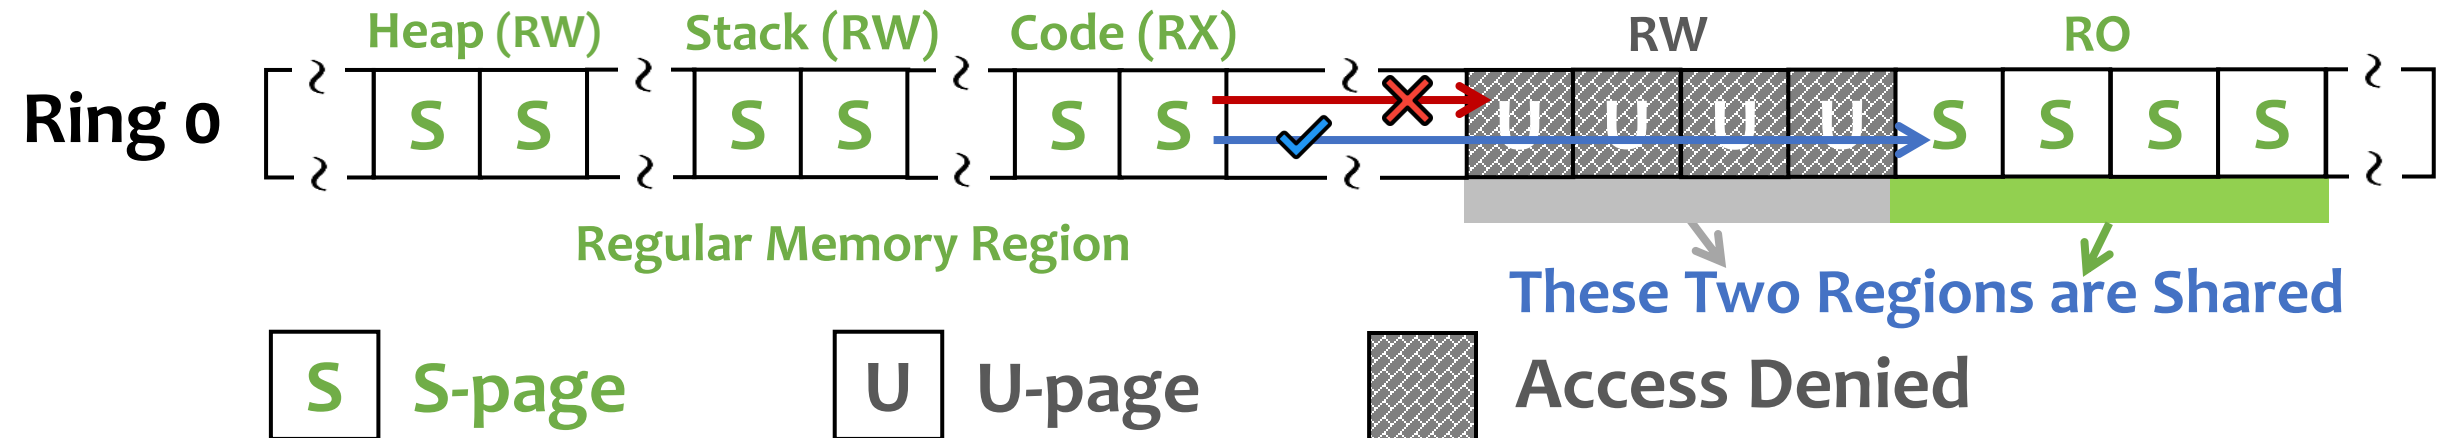 Heap (RW) Stack (RW) Code (RX) RW RO
Ring 0 S S S S S S U U U U S S S S
Regular Memory Region
These Two Regions are Shared
S S-page U U-page Access Denied